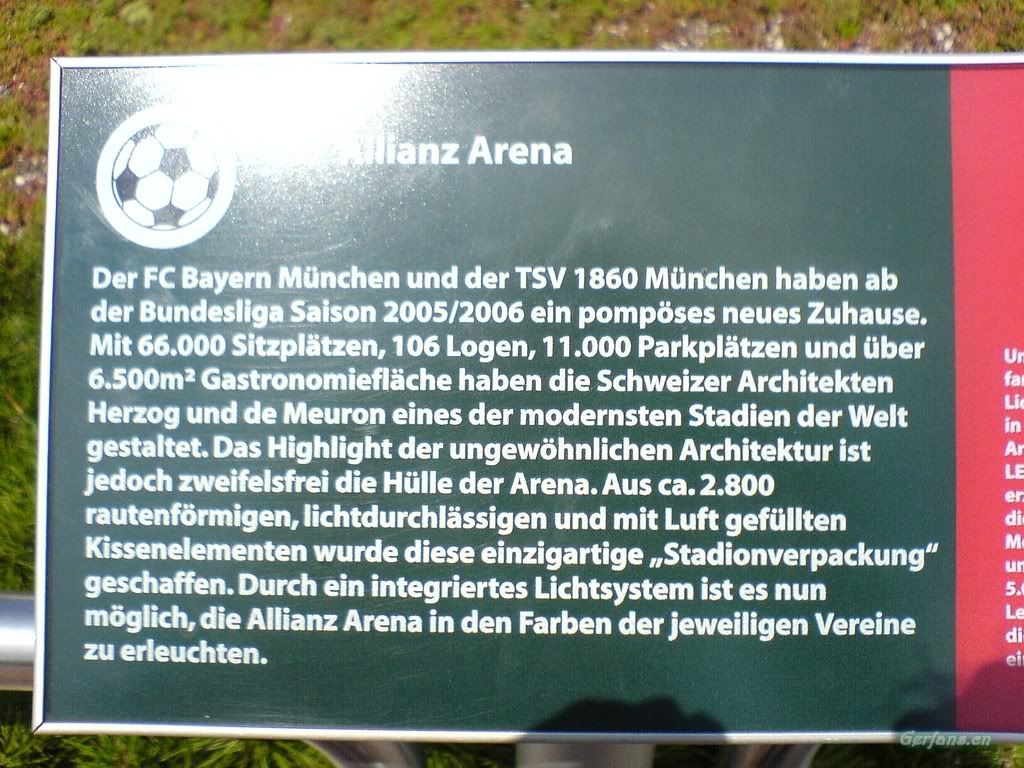 Allianz Arena
Der FC Bayern München und der TSV 1860 München haben ab
der Bundesliga Saison 2005/2006 ein pompöses neues Zuhause.
Mit 66.000 Sitzplätzen, 106 Logen, 11.000 Parkplätzen und über
6.500m² Gastronomiefläche haben die Schweizer Architekten
Herzog und de Meuron eines der modernsten Stadien der Welt
gestaltet. Das Highlight der ungewöhnlichen Architektur ist
jedoch zweifelsfrei die Hülle der Arena. Aus ca. 2.800
rautenförmigen, lichtdurchlässigen und mit Luft gefüllten
Kissenelementen wurde diese einzigartige „Stadionverpackung“
geschaffen. Durch ein integriertes Lichtsystem ist es nun
möglich, die Allianz Arena in den Farben der jeweiligen Vereine
zu erleuchten.
in
LE
5.
Gerfans.cn